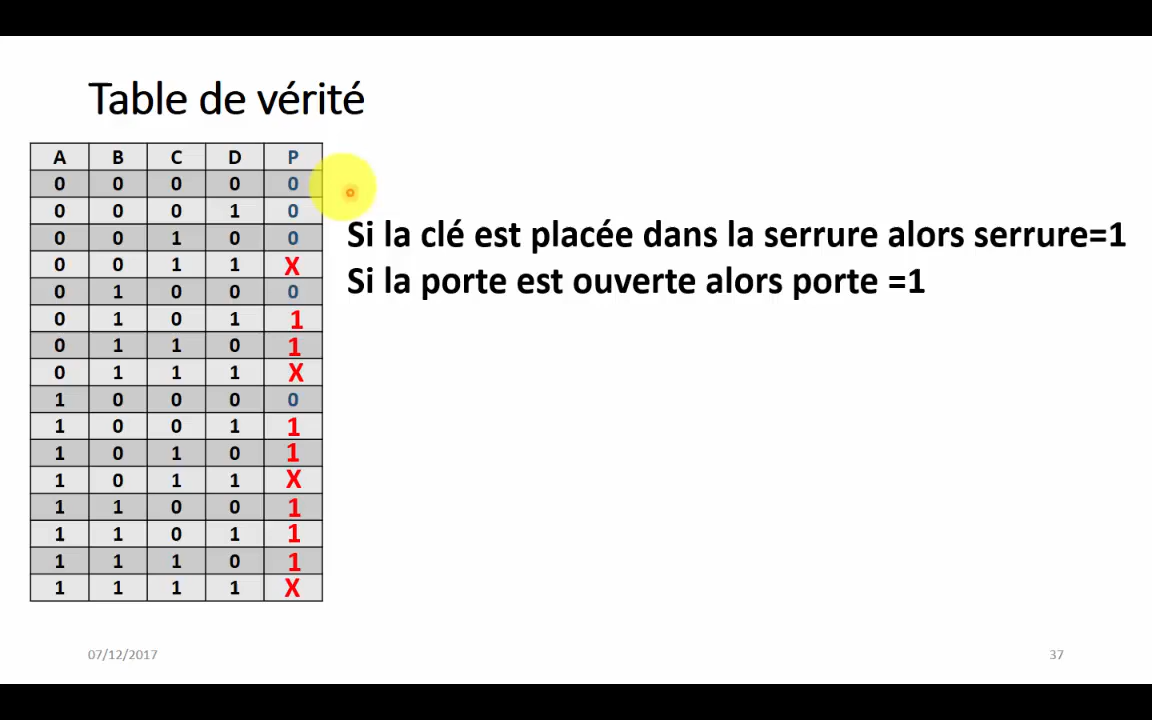 Table de vérité
A B C D P
0 0 0 0 0
0 0 0 1 0
0 0 1 0 0
0 0 1 1 X
0 1 0 0 0
0 1 0 1 1
0 1 1 0 1
0 1 1 1 X
1 0 0 0 0
1 0 0 1 1
1 0 1 0 1
1 0 1 1 X
1 1 0 0 1
1 1 0 1 1
1 1 1 0 1
1 1 1 1 X
Si la clé est placée dans la serrure alors serrure=1
Si la porte est ouverte alors porte =1
07/12/2017
37